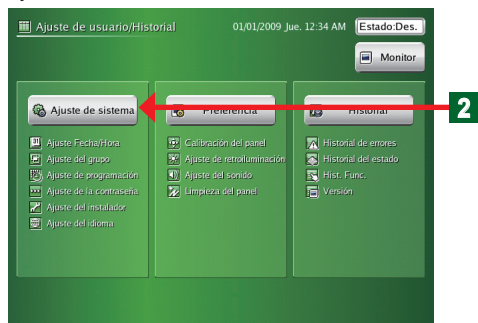 Ajuste de usuario/Historial
01/01/2009 Jue. 12:34 AM
Estado:Des.
Monitor
Ajuste de sistema
Ajuste Fecha/Hora
Ajuste del grupo
Ajuste de programación
Ajuste de la contraseña
Ajuste del instalador
Ajuste del idioma
Preferencia
Calibración del panel
Ajuste de retroiluminación
Ajuste del sonido
Limpieza del panel
Historial
Historial de errores
Historial del estado
Hist. Func.
Versión
2